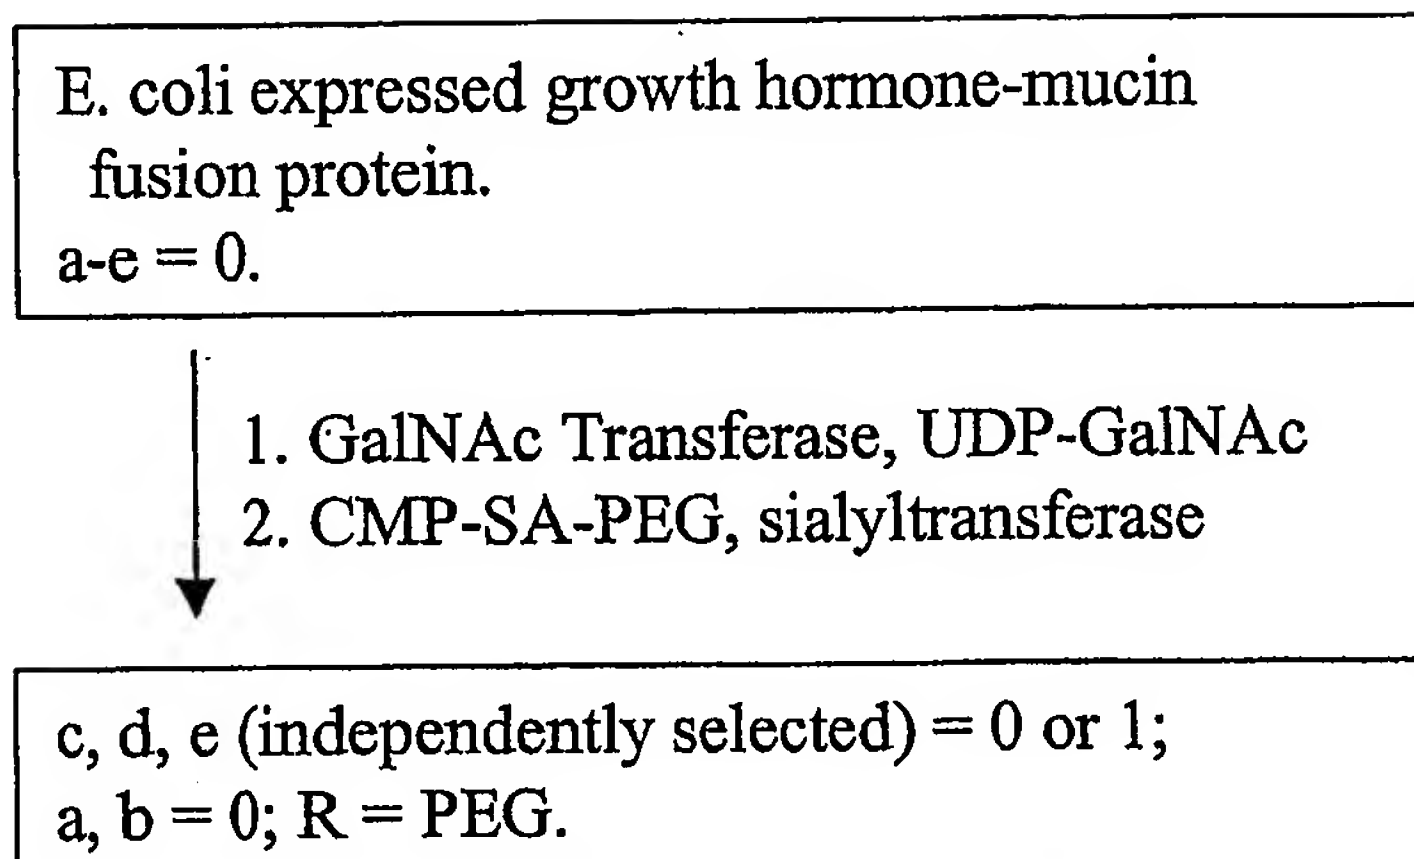 E. coli expressed growth hormone-mucin
fusion protein.
a-e = 0.
1. GalNAc Transferase, UDP-GalNAc
2. CMP-SA-PEG, sialyltransferase
c, d, e (independently selected) = 0 or 1;
a, b = 0; R = PEG.